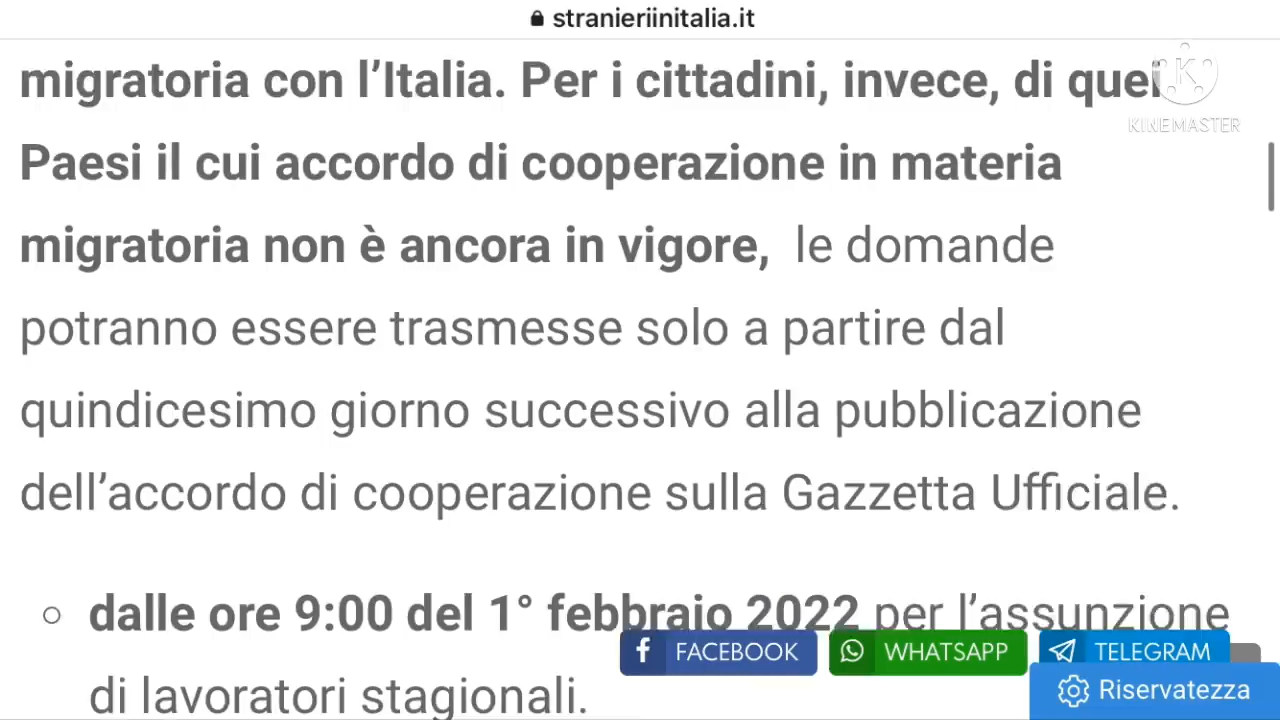 stranieriinitalia.it
migratoria con l’Italia. Per i cittadini, invece, di quei
KINEMASTER
Paesi il cui accordo di cooperazione in materia
migratoria non è ancora in vigore, le domande
potranno essere trasmesse solo a partire dal
quindicesimo giorno successivo alla pubblicazione
dell’accordo di cooperazione sulla Gazzetta Ufficiale.
dalle ore 9:00 del 1° febbraio 2022 per l’assunzione
di lavoratori stagionali.
FACEBOOK WHATSAPP TELEGRAM
Riservatezza